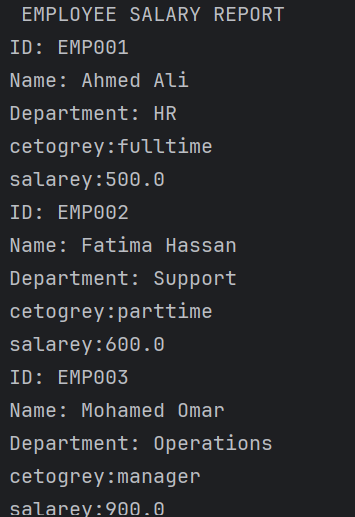 EMPLOYEE SALARY REPORT
ID: EMP001
Name: Ahmed Ali
Department: HR
cetogrey:fulltime
salarey:500.0
ID: EMP002
Name: Fatima Hassan
Department: Support
cetogrey:parttime
salarey:600.0
ID: EMP003
Name: Mohamed Omar
Department: Operations
cetogrey:manager
salarey:900.0